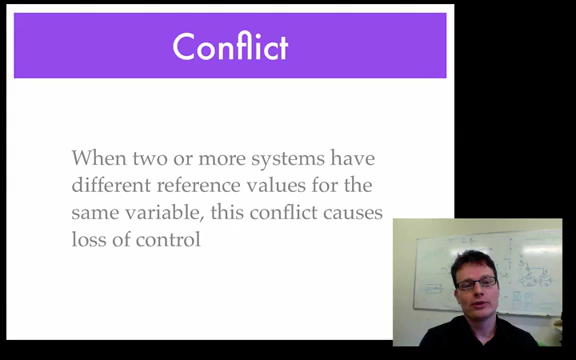 Conflict
When two or more systems have
different reference values for the
same variable, this conflict causes
loss of control